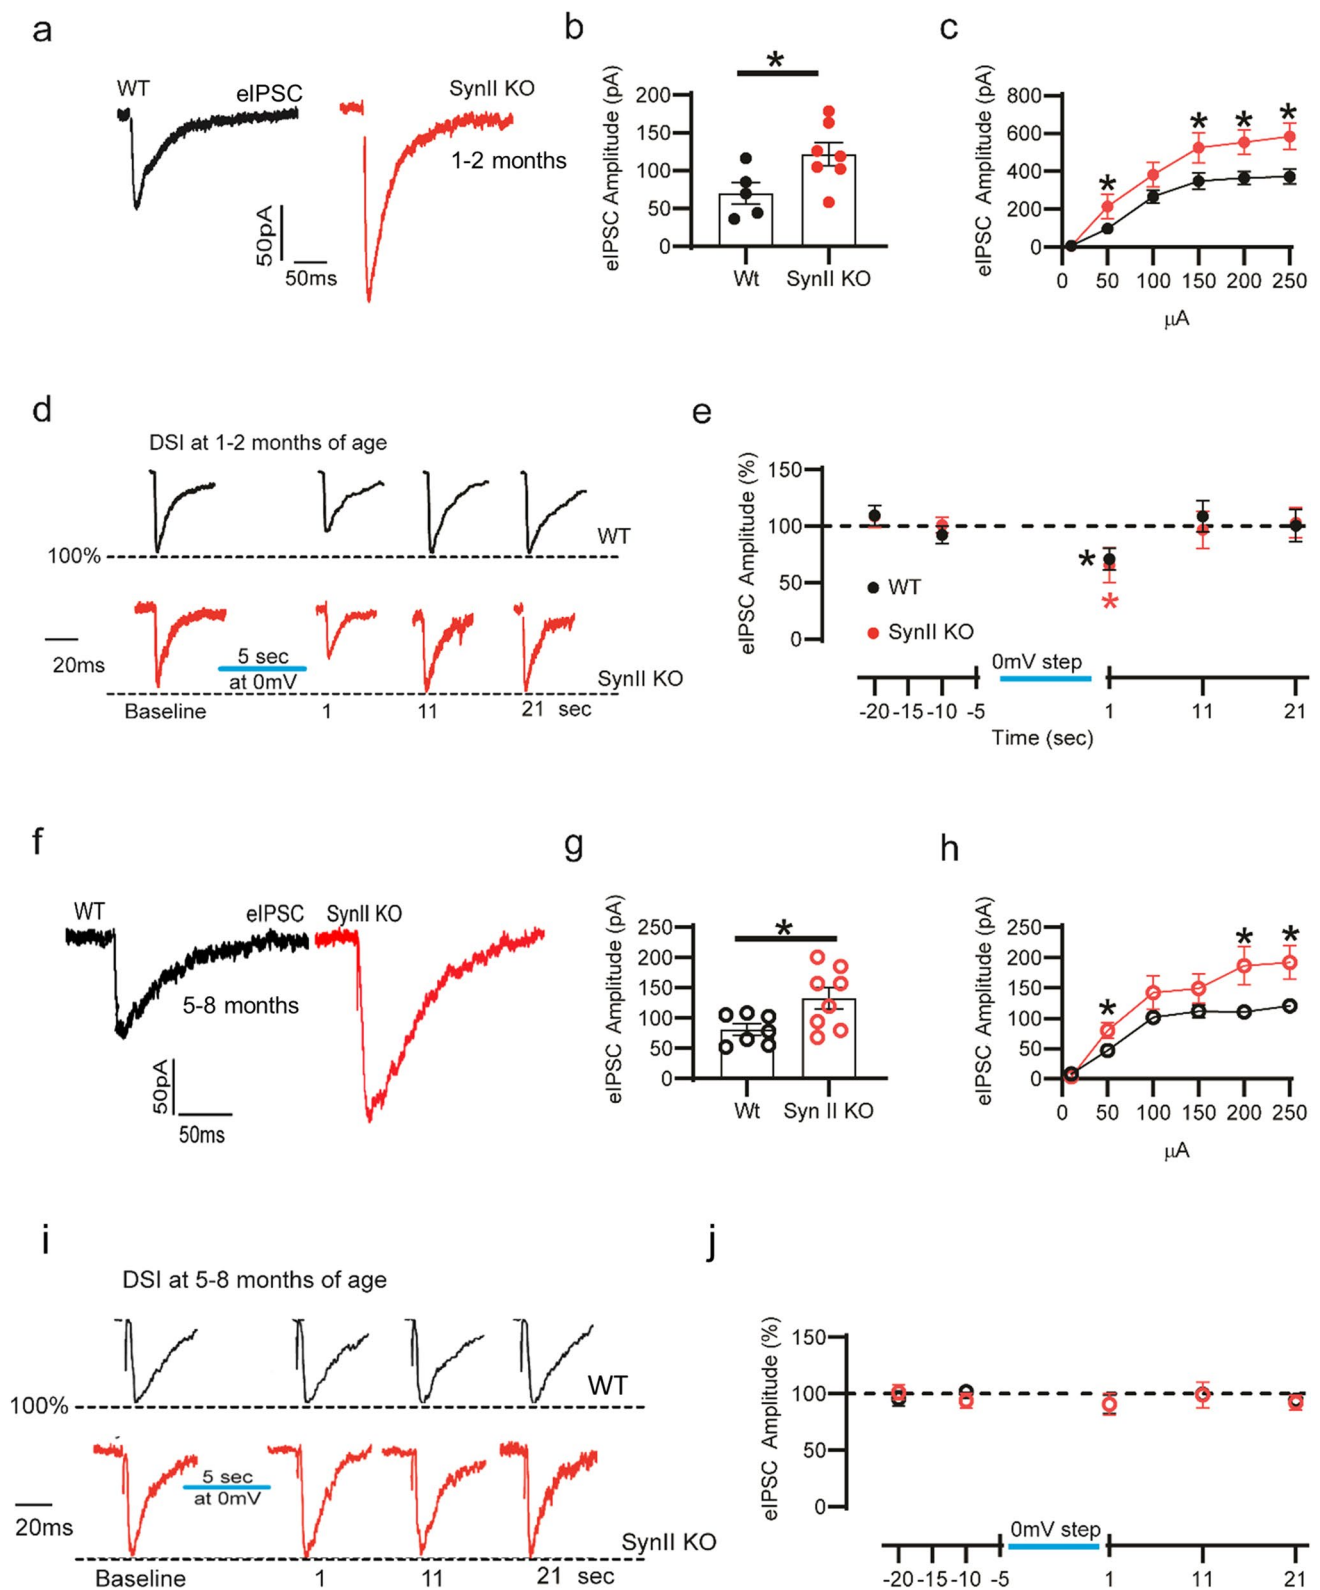 a
WT
eIPSC
SynII KO
1-2 months
50pA
50ms
b
*
eIPSC Amplitude (pA)
200
150
100
50
0
Wt
SynII KO
c
eIPSC Amplitude (pA)
800
600
400
200
0
* * * *
0 50 100 150 200 250
µA
d
DSI at 1-2 months of age
WT
100%
20ms
5 sec
at 0mV
SynII KO
Baseline 1 11 21 sec
e
eIPSC Amplitude (%)
150
100
50
0
*
*
WT
SynII KO
0mV step
-20 -15 -10 -5 1 11 21
Time (sec)
f
WT
eIPSC
SynII KO
5-8 months
50pA
50ms
g
*
eIPSC Amplitude (pA)
250
200
150
100
50
0
Wt
Syn II KO
h
eIPSC Amplitude (pA)
250
200
150
100
50
0
* * *
0 50 100 150 200 250
µA
i
DSI at 5-8 months of age
WT
100%
5 sec
at 0mV
20ms
SynII KO
Baseline 1 11 21 sec
j
eIPSC Amplitude (%)
150
100
50
0
0mV step
-20 -15 -10 -5 1 11 21